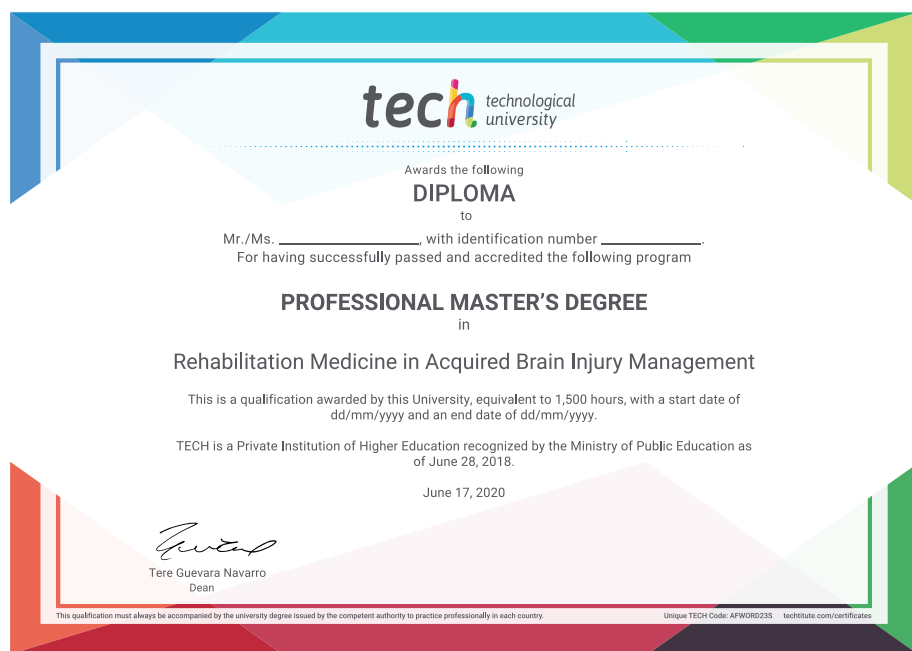 tech technological
university
Awards the following
DIPLOMA
to
Mr./Ms. ________________, with identification number ____________.
For having successfully passed and accredited the following program
PROFESSIONAL MASTER’S DEGREE
in
Rehabilitation Medicine in Acquired Brain Injury Management
This is a qualification awarded by this University, equivalent to 1,500 hours, with a start date of
dd/mm/yyyy and an end date of dd/mm/yyyy.
TECH is a Private Institution of Higher Education recognized by the Ministry of Public Education as
of June 28, 2018.
June 17, 2020
Tere Guevara Navarro
Dean
This qualification must always be accompanied by the university degree issued by the competent authority to practice professionally in each country.
Unique TECH Code: AFWORD23S techtitute.com/certificates